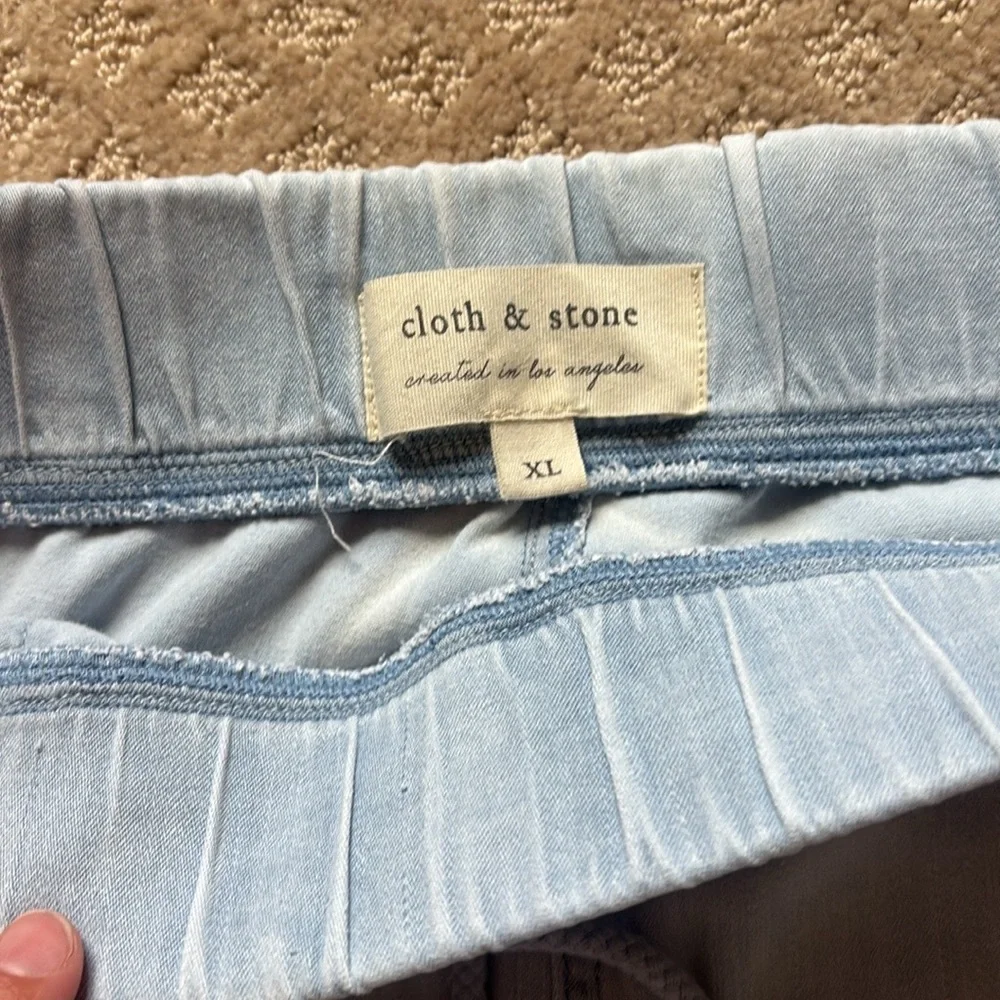 cloth & stone
created in los angeles
XL